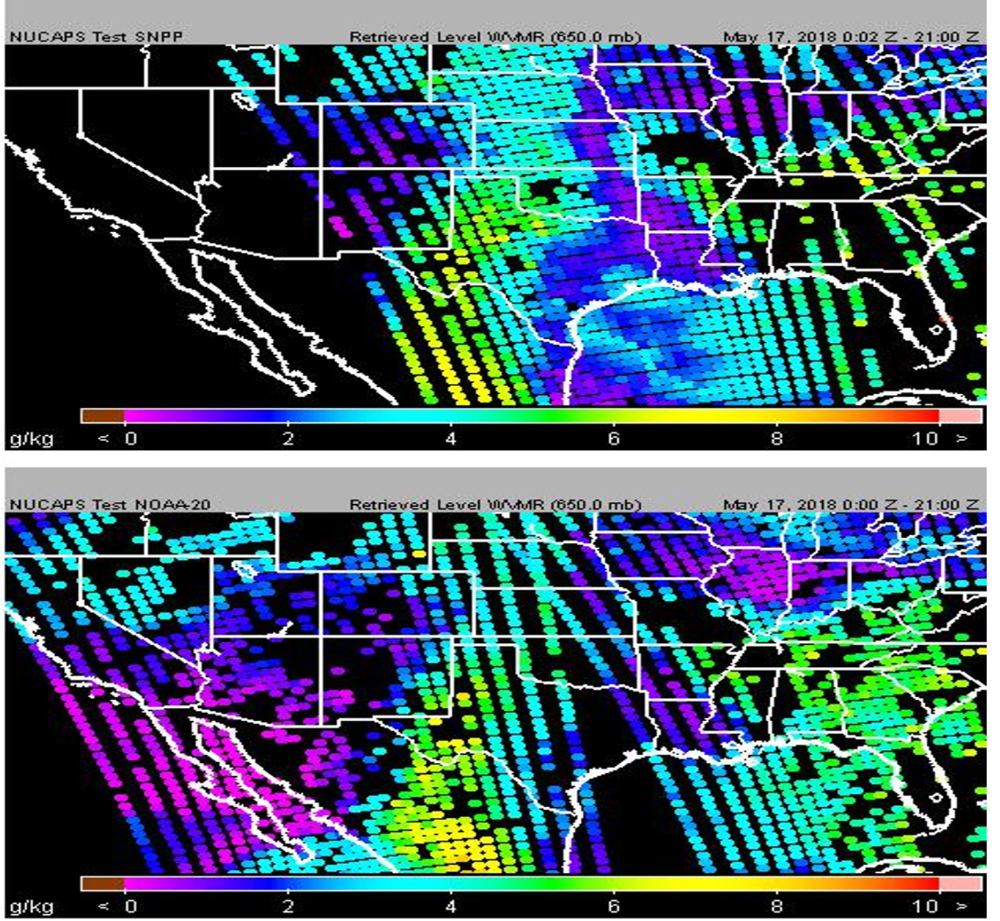 NUCAPS Test SNPP Retrieved Level WVMR (650.0 mb) May 17, 2018 0:02 Z - 21:00 Z
g/kg < 0 2 4 6 8 10 >
NUCAPS Test NOAA-20 Retrieved Level WVMR (650.0 mb) May 17, 2018 0:00 Z - 21:00 Z
g/kg < 0 2 4 6 8 10 >